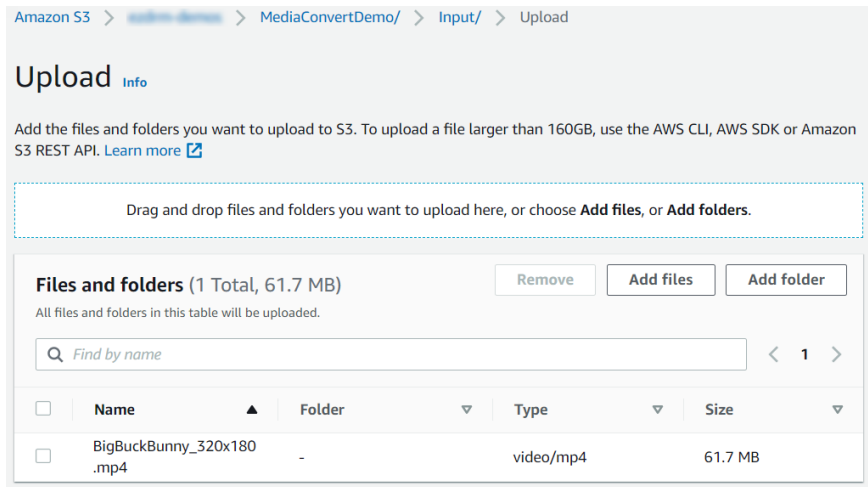 Amazon S3 > > MediaConvertDemo/ > Input/ > Upload
Upload Info
Add the files and folders you want to upload to S3. To upload a file larger than 160GB, use the AWS CLI, AWS SDK or Amazon
S3 REST API. Learn more
Drag and drop files and folders you want to upload here, or choose Add files, or Add folders.
Files and folders (1 Total, 61.7 MB) Remove Add files Add folder
All files and folders in this table will be uploaded.
Find by name < 1 >
Name Folder Type Size
BigBuckBunny_320x180
.mp4 - video/mp4 61.7 MB